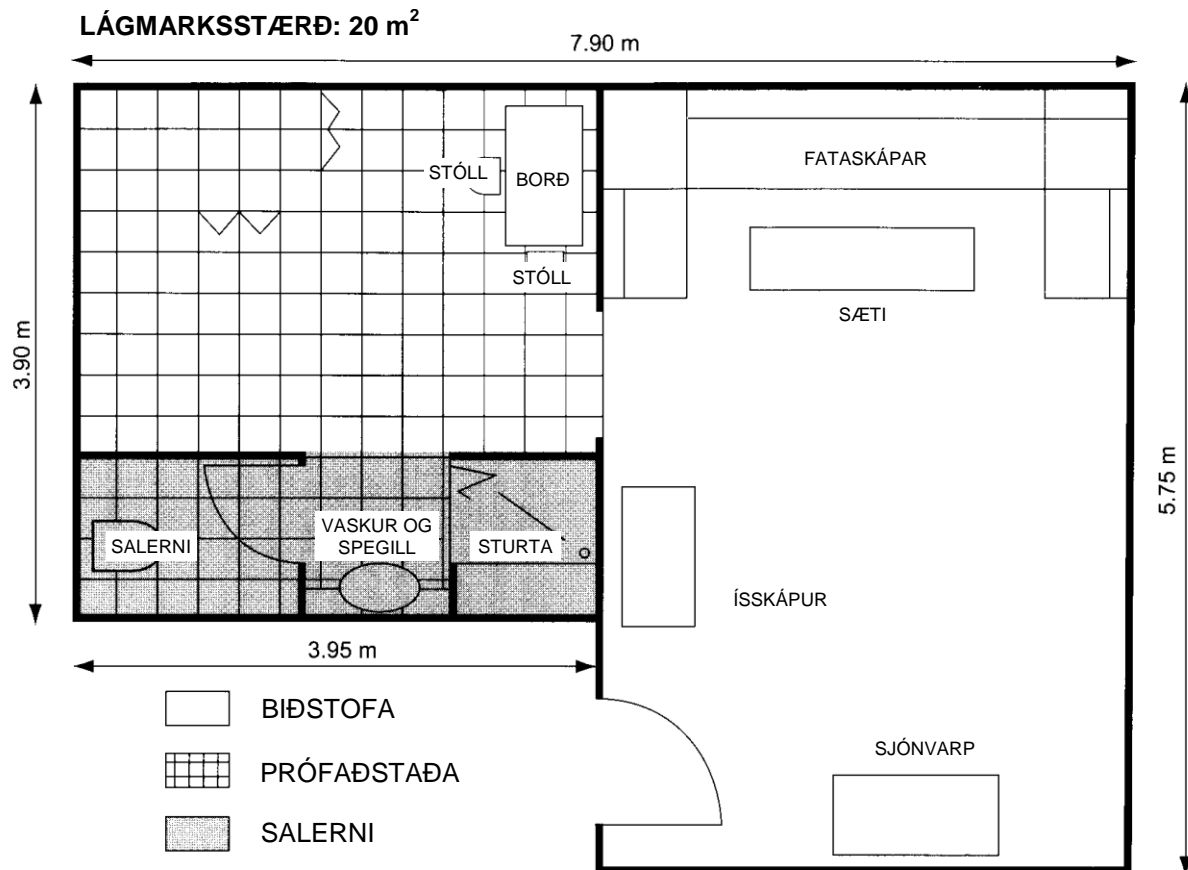 LÁGMARKSSTÆRÐ: 20 m²
7.90 m
FATASKÁPAR
STÓLL
BORÐ
STÓLL
SÆTI
3.90 m
5.75 m
VASKUR OG
SPEGILL
SALERNI
STURTA
ÍSSKÁPUR
3.95 m
BIÐSTOFA
SJÓNVARP
PRÓFAÐSTAÐA
SALERNI